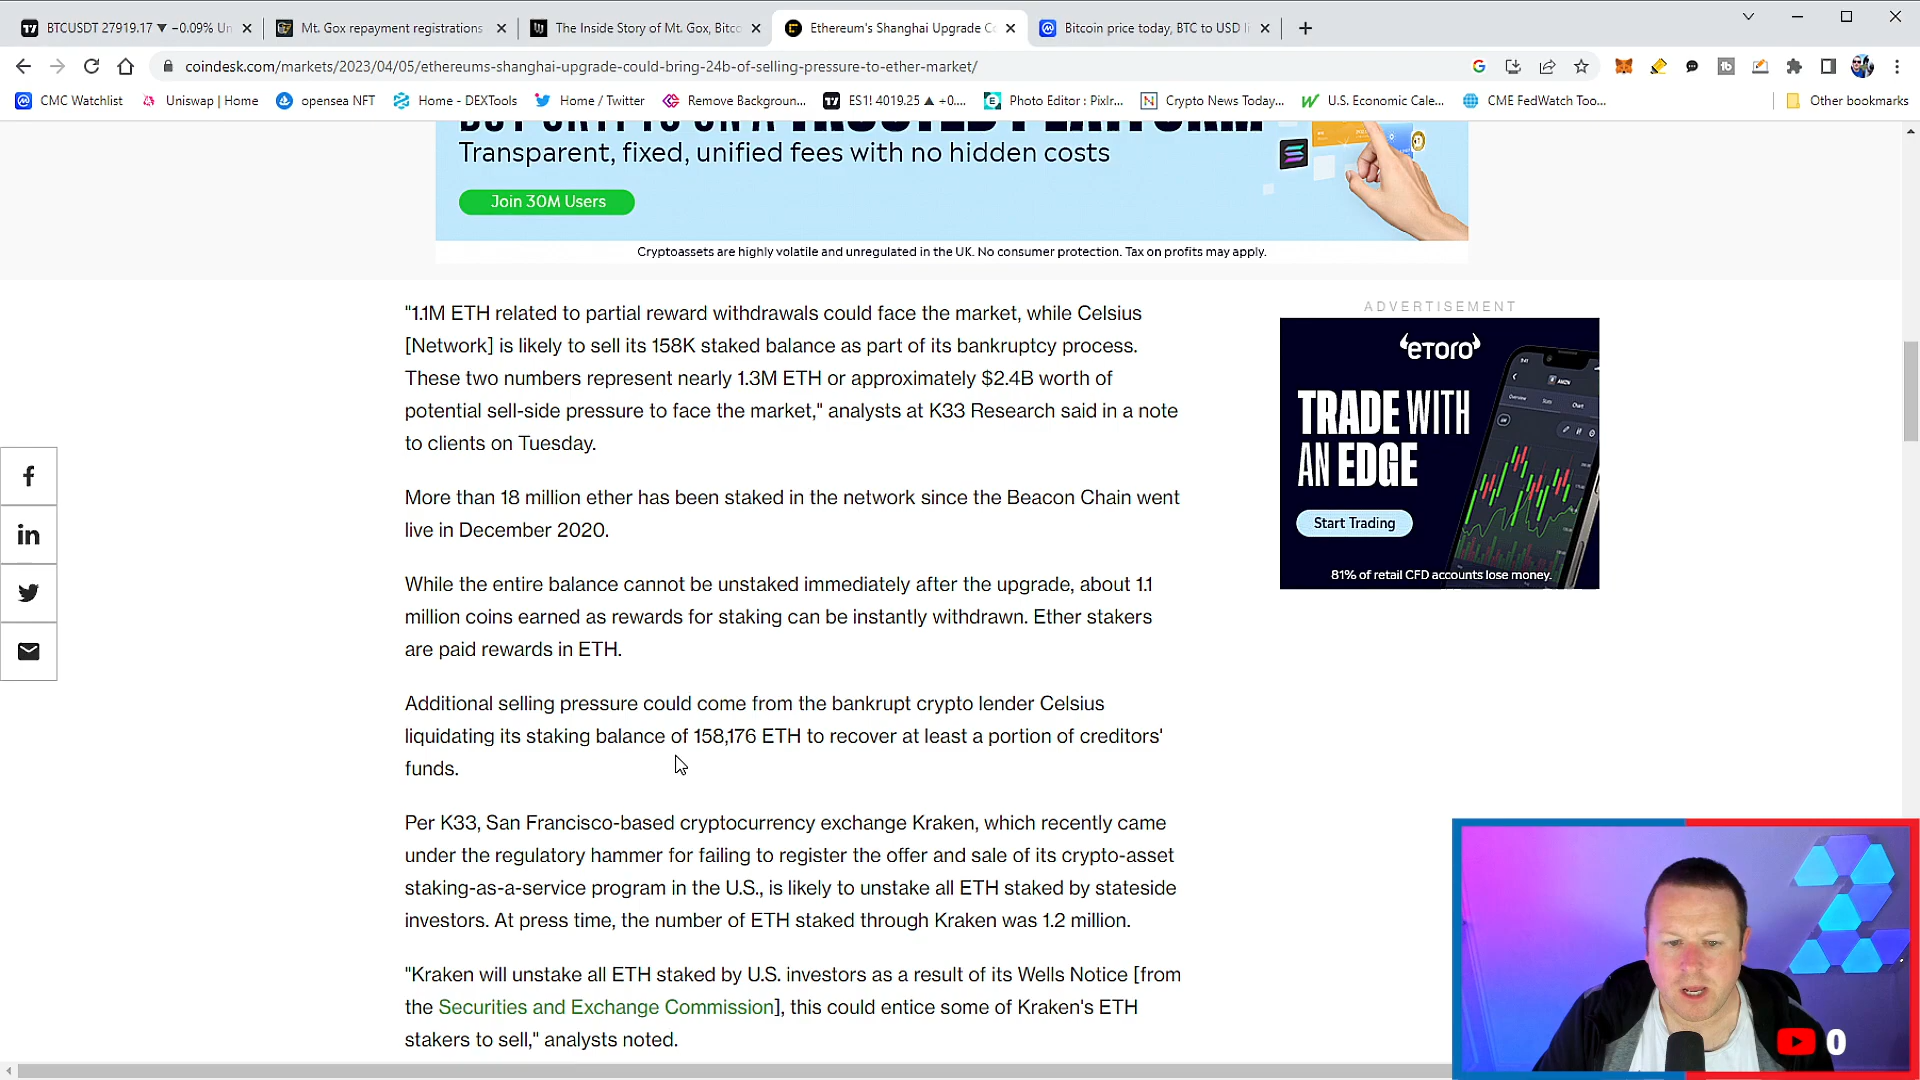 BTCUSDT 27919.17 ▼ −0.09% Un
Mt. Gox repayment registrations
The Inside Story of Mt. Gox, Bitco
Ethereum's Shanghai Upgrade Co
Bitcoin price today, BTC to USD li
coindesk.com/markets/2023/04/05/ethereums-shanghai-upgrade-could-bring-24b-of-selling-pressure-to-ether-market/
CMC Watchlist
Uniswap | Home
opensea NFT
Home - DEXTools
Home / Twitter
Remove Backgroun...
ES1! 4019.25 ▲ +0....
Photo Editor : Pixlr...
Crypto News Today...
U.S. Economic Cale...
CME FedWatch Too...
Other bookmarks
BUY CRYPTO ON A TRUSTED PLATFORM
Transparent, fixed, unified fees with no hidden costs
Join 30M Users
Cryptoassets are highly volatile and unregulated in the UK. No consumer protection. Tax on profits may apply.
"1.1M ETH related to partial reward withdrawals could face the market, while Celsius
[Network] is likely to sell its 158K staked balance as part of its bankruptcy process.
These two numbers represent nearly 1.3M ETH or approximately $2.4B worth of
potential sell-side pressure to face the market," analysts at K33 Research said in a note
to clients on Tuesday.
More than 18 million ether has been staked in the network since the Beacon Chain went
live in December 2020.
While the entire balance cannot be unstaked immediately after the upgrade, about 1.1
million coins earned as rewards for staking can be instantly withdrawn. Ether stakers
are paid rewards in ETH.
Additional selling pressure could come from the bankrupt crypto lender Celsius
liquidating its staking balance of 158,176 ETH to recover at least a portion of creditors'
funds.
Per K33, San Francisco-based cryptocurrency exchange Kraken, which recently came
under the regulatory hammer for failing to register the offer and sale of its crypto-asset
staking-as-a-service program in the U.S., is likely to unstake all ETH staked by stateside
investors. At press time, the number of ETH staked through Kraken was 1.2 million.
"Kraken will unstake all ETH staked by U.S. investors as a result of its Wells Notice [from
the Securities and Exchange Commission], this could entice some of Kraken's ETH
stakers to sell," analysts noted.
ADVERTISEMENT
eToro
TRADE WITH
AN EDGE
Start Trading
81% of retail CFD accounts lose money.
0